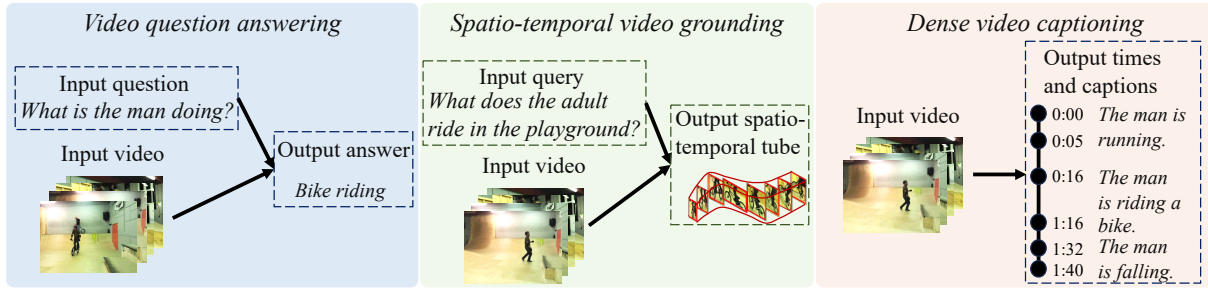 Video question answering
Input question
What is the man doing?
Input video
Output answer
Bike riding
Spatio-temporal video grounding
Input query
What does the adult
ride in the playground?
Input video
Output spatio-
temporal tube
Dense video captioning
Input video
Output times
and captions
0:00 The man is
0:05 running.
0:16 The man
is riding a
1:16 bike.
1:32 The man
1:40 is falling.